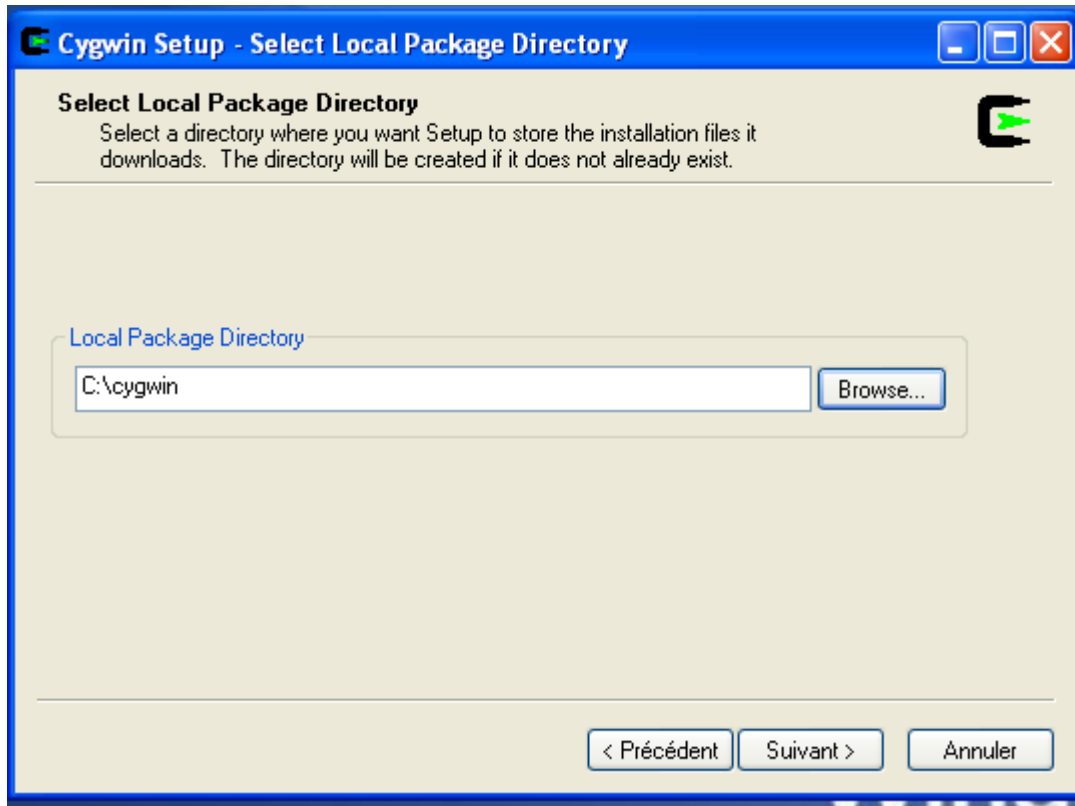 Cygwin Setup - Select Local Package Directory
Select Local Package Directory
Select a directory where you want Setup to store the installation files it
downloads. The directory will be created if it does not already exist.
Local Package Directory
C:\cygwin
Browse...
< Précédent
Suivant >
Annuler